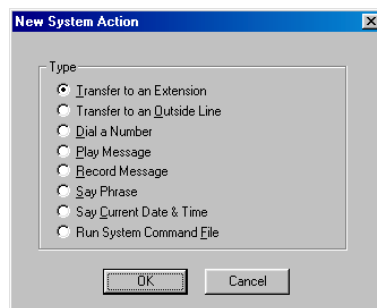 New System Action
Type
Transfer to an Extension
Transfer to an Outside Line
Dial a Number
Play Message
Record Message
Say Phrase
Say Current Date & Time
Run System Command File
OK Cancel